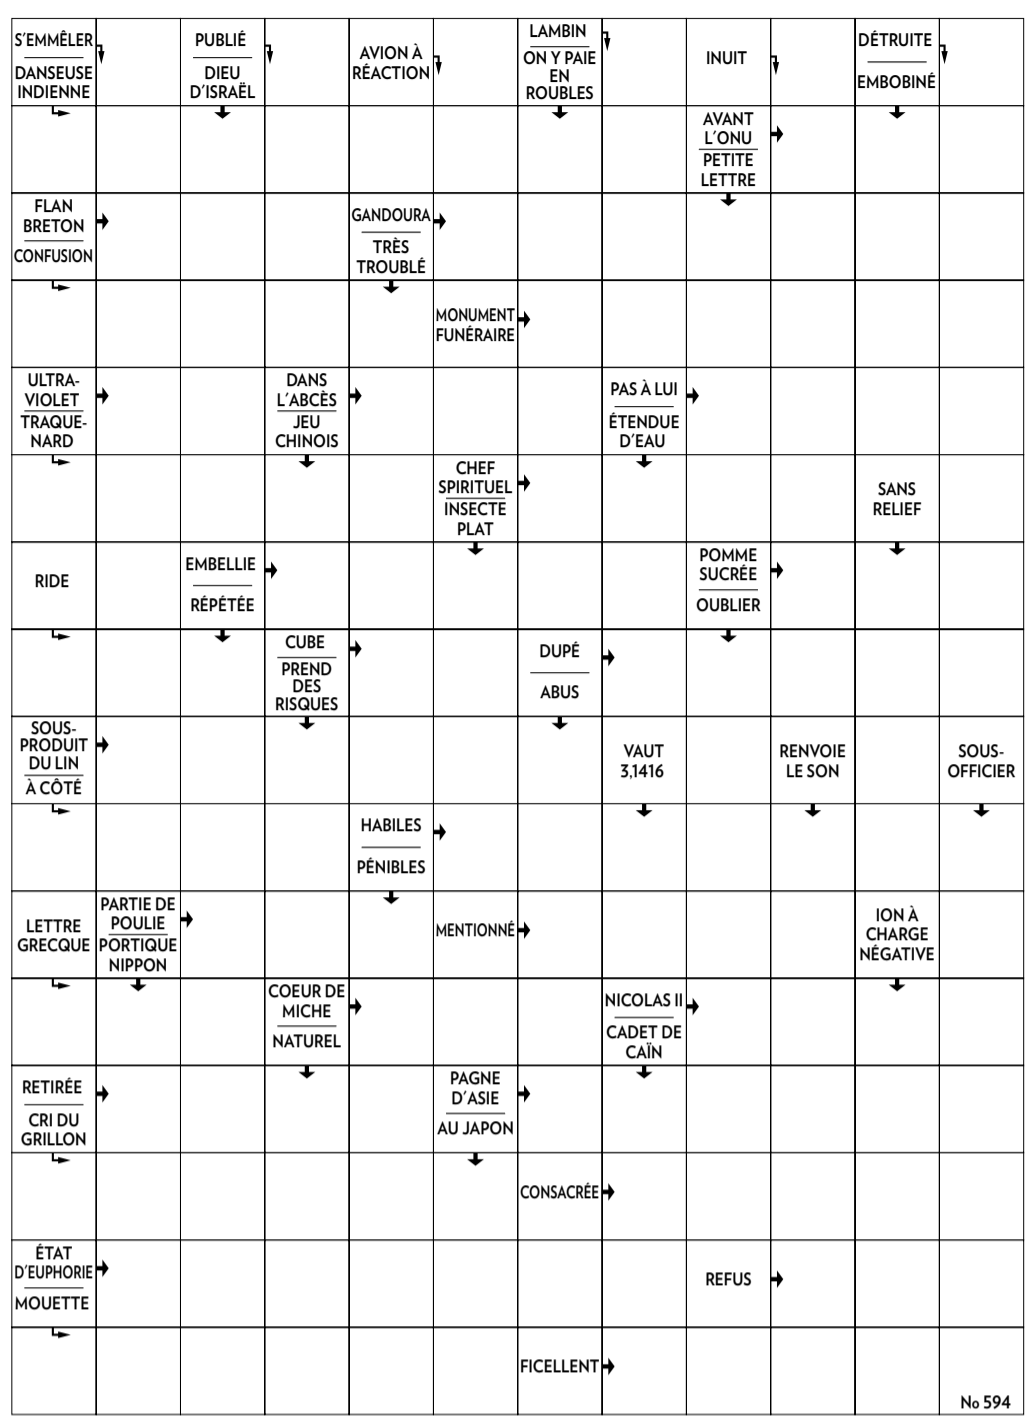 S'EMMÊLER
DANSEUSE
INDIENNE
PUBLIÉ
DIEU
D'ISRAËL
AVION À
RÉACTION
LAMBIN
ON Y PAIE
EN
ROUBLES
INUIT
DÉTRUITE
EMBOBINÉ
AVANT
L'ONU
PETITE
LETTRE
FLAN
BRETON
CONFUSION
GANDOURA
TRÈS
TROUBLÉ
MONUMENT
FUNÉRAIRE
ULTRA-
VIOLET
TRAQUE-
NARD
DANS
L'ABCÈS
JEU
CHINOIS
PAS À LUI
ÉTENDUE
D'EAU
CHEF
SPIRITUEL
INSECTE
PLAT
SANS
RELIEF
RIDE
EMBELLIE
RÉPÉTÉE
POMME
SUCRÉE
OUBLIER
CUBE
PREND
DES
RISQUES
DUPÉ
ABUS
SOUS-
PRODUIT
DU LIN
À CÔTÉ
VAUT
3,1416
RENVOIE
LE SON
SOUS-
OFFICIER
HABILES
PÉNIBLES
LETTRE
GRECQUE
PARTIE DE
POULIE
PORTIQUE
NIPPON
MENTIONNÉ
ION À
CHARGE
NÉGATIVE
COEUR DE
MICHE
NATUREL
NICOLAS II
CADET DE
CAÏN
RETIRÉE
CRI DU
GRILLON
PAGNE
D'ASIE
AU JAPON
CONSACRÉE
ÉTAT
D'EUPHORIE
MOUETTE
REFUS
FICELLENT
No 594